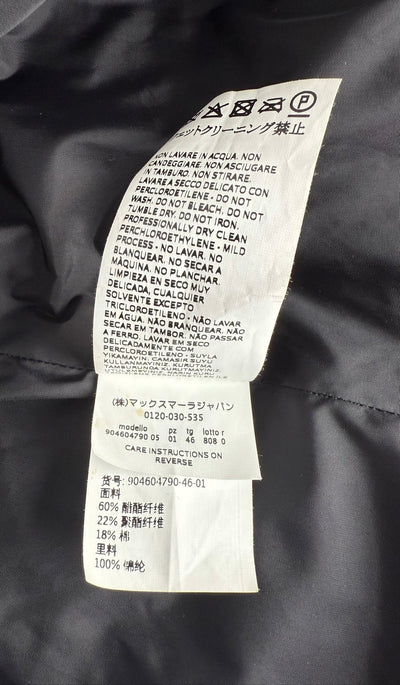 P
ェットクリーニング禁止
NON LAVARE IN ACQUA. NON
CANDEGGIARE. NON ASCIUGARE
IN TAMBURO. NON STIRARE
LAVARE A SECCO DELICATO CON
PERCLOROETILENE - DO NOT
WASH. DO NOT BLEACH. DO NOT
TUMBLE DRY. DO NOT IRON.
PROFESSIONALLY DRY CLEAN
PERCHLOROETHYLENE - MILD
PROCESS - NO LAVAR. NO
BLANQUEAR. NO SECAR A
MÀQUINA. NO PLANCHAR.
LIMPIEZA EN SECO MUY
DELICADA, CUALQUIER
SOLVENTE EXCEPTO
TRICLOROETILENO - NÃO LAVAR
EM ÁGUA. NÃO BRANQUEAR. NÃO
SECAR EM TAMBOR. NÃO PASSAR
A FERRO. LAVAR EM SECO
DELICADAMENTE COM
PERCLOROETILENO - SUYLA
YIKAMAYIN. CAMASIR SUYU
KULLANMAYINIZ. KURUTMA
TAMBURUNDA KURUTMAYINIZ.
(株)マックスマーラジャパン
0120-030-535
modello pz tg lotto r
904604790 05 01 46 808 0
CARE INSTRUCTIONS ON
REVERSE
货号: 904604790-46-01
面料
60% 醋酯纤维
22% 聚酯纤维
18% 棉
里料
100% 锦纶